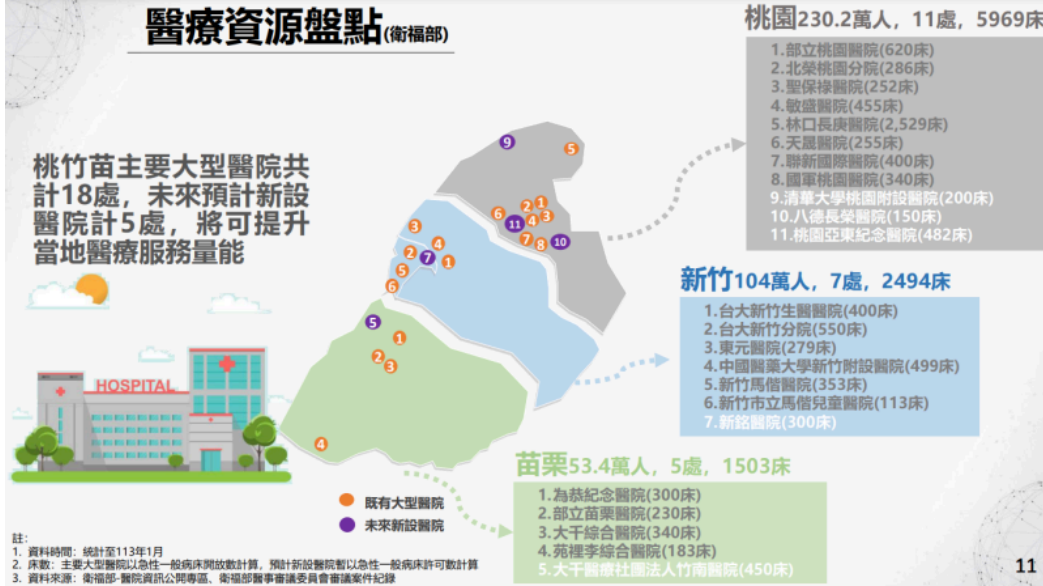 醫療資源盤點(衛福部)
桃竹苗主要大型醫院共
計18處，未來預計新設
醫院計5處，將可提升
當地醫療服務量能
HOSPITAL
桃園230.2萬人，11處，5969床
1.部立桃園醫院(620床)
2.北榮桃園分院(286床)
3.聖保祿醫院(252床)
4.敏盛醫院(455床)
5.林口長庚醫院(2,529床)
6.天晟醫院(255床)
7.聯新國際醫院(400床)
8.國軍桃園醫院(340床)
9.清華大學桃園附設醫院(200床)
10.八德長榮醫院(150床)
11.桃園亞東紀念醫院(482床)
9
5
6
2
1
11
4
3
7
8
10
新竹104萬人，7處，2494床
1.台大新竹生醫醫院(400床)
2.台大新竹分院(550床)
3.東元醫院(279床)
4.中國醫藥大學新竹附設醫院(499床)
5.新竹馬偕醫院(353床)
6.新竹市立馬偕兒童醫院(113床)
7.新銘醫院(300床)
3
4
2
7
1
5
6
苗栗53.4萬人，5處，1503床
1.為恭紀念醫院(300床)
2.部立苗栗醫院(230床)
3.大千綜合醫院(340床)
4.苑裡李綜合醫院(183床)
5.大千醫療社團法人竹南醫院(450床)
5
1
2
3
4
既有大型醫院
未來新設醫院
註：
1. 資料時間：統計至113年1月
2. 床數：主要大型醫院以急性一般病床開放數計算，預計新設醫院暫以急性一般病床許可數計算
3. 資料來源：衛福部-醫院資訊公開專區、衛福部醫事審議委員會審議案件紀錄
11